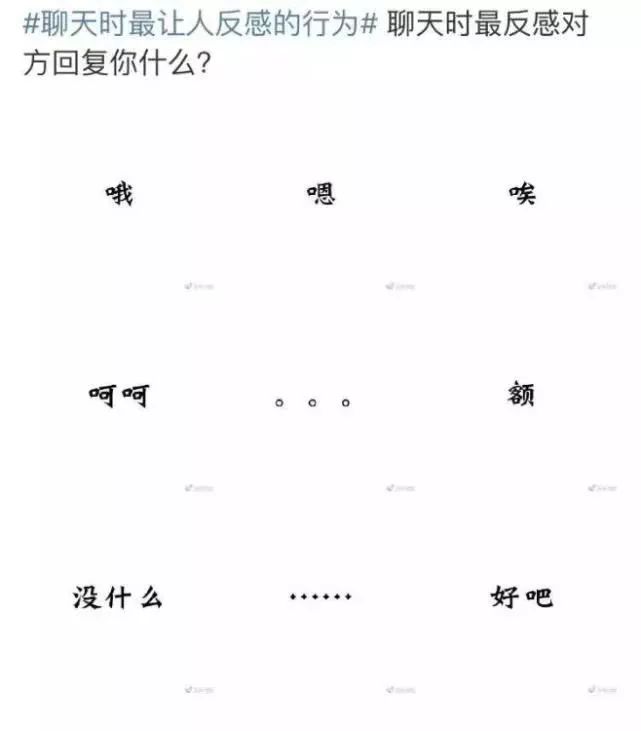 #聊天时最让人反感的行为# 聊天时最反感对
方回复你什么?
哦 嗯 唉
呵呵 。。。 额
没什么 …… 好吧